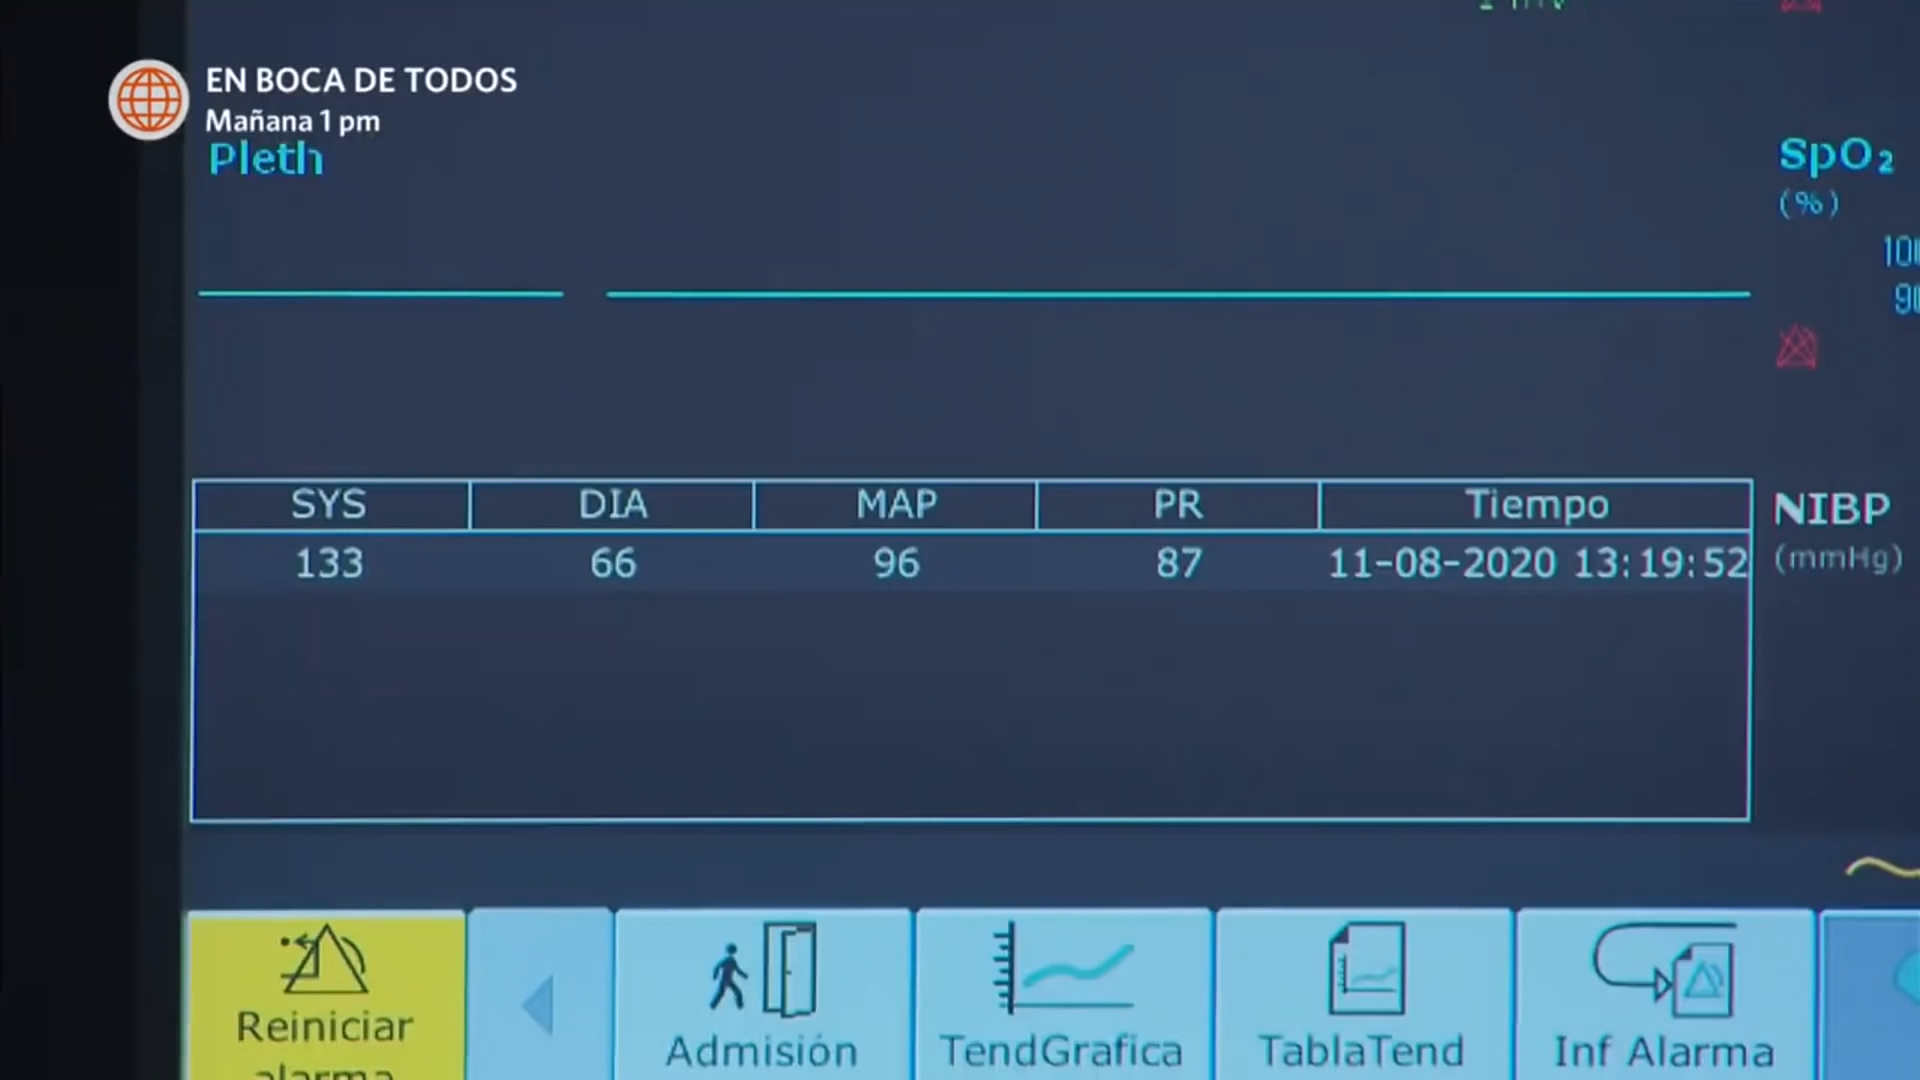 EN BOCA DE TODOS
Mañana 1 pm
Pleth
SpO₂
(%)
SYS DIA MAP PR Tiempo
133 66 96 87 11-08-2020 13:19:52
NIBP
(mmHg)
Reiniciar
alarma
Admisión
TendGrafica
TablaTend
Inf Alarma